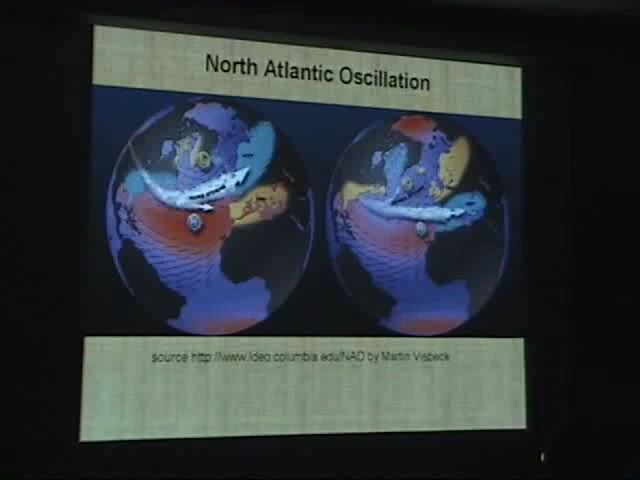 North Atlantic Oscillation
source http://www.ldeo.columbia.edu/NAO by Martin Visbeck